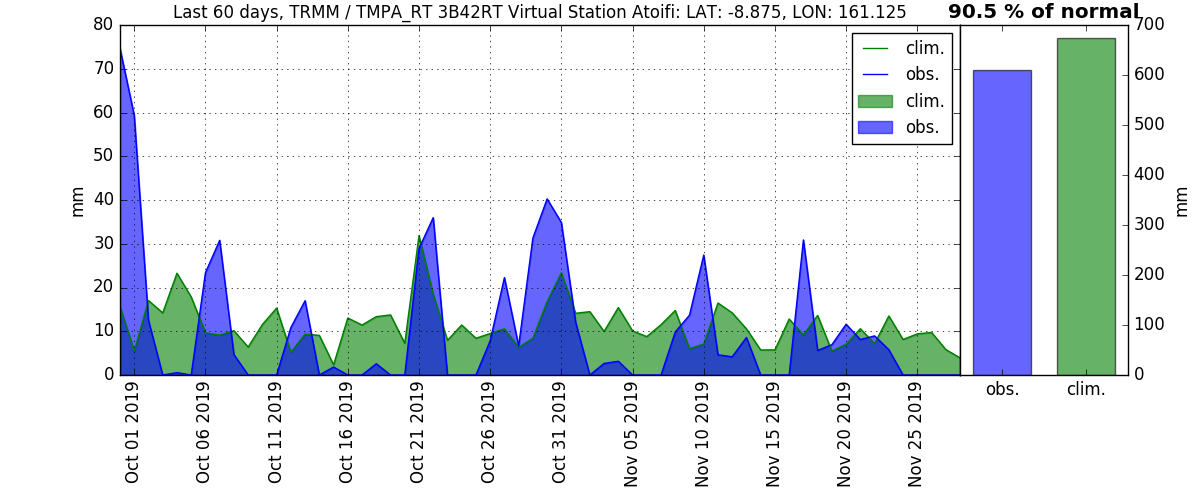 Last 60 days, TRMM / TMPA_RT 3B42RT Virtual Station Atoifi: LAT: -8.875, LON: 161.125
90.5 % of normal
80
70
60
50
40
30
20
10
0
mm
clim.
obs.
clim.
obs.
700
600
500
400
300
200
100
0
mm
Oct 01 2019
Oct 06 2019
Oct 11 2019
Oct 16 2019
Oct 21 2019
Oct 26 2019
Oct 31 2019
Nov 05 2019
Nov 10 2019
Nov 15 2019
Nov 20 2019
Nov 25 2019
obs.
clim.